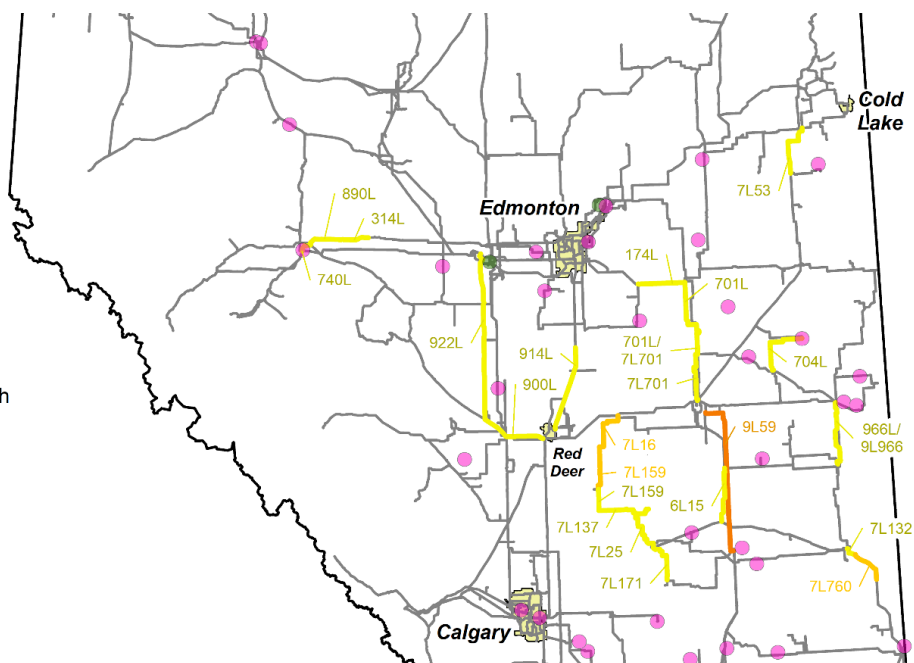 Cold
Lake
7L53
890L
314L
Edmonton
740L
174L
701L
922L
914L
701L/
7L701
7L701
704L
h
900L
9L59
966L/
9L966
Red
Deer
7L16
7L159
7L159
6L15
7L137
7L132
7L25
7L171
7L760
Calgary